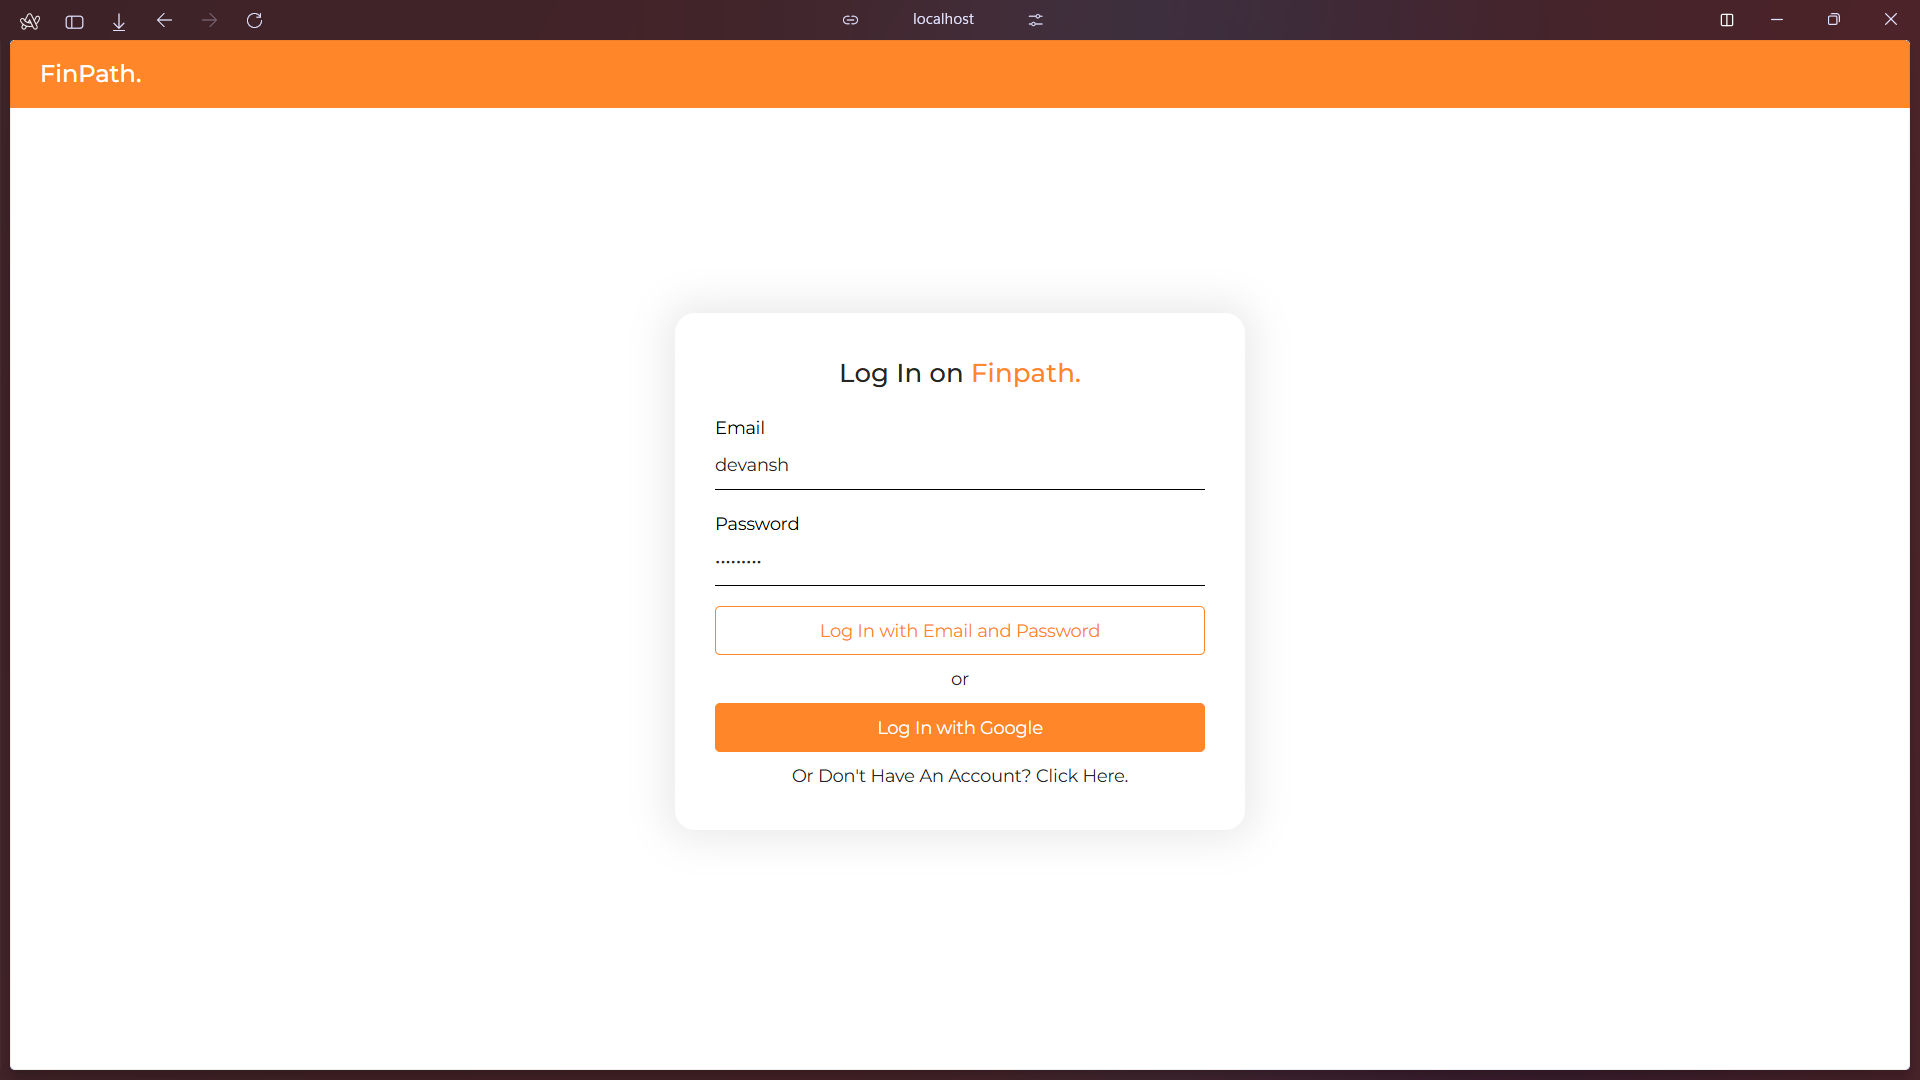 localhost
FinPath.
Log In on Finpath.
Email
devansh
Password
•••••••••
Log In with Email and Password
or
Log In with Google
Or Don't Have An Account? Click Here.